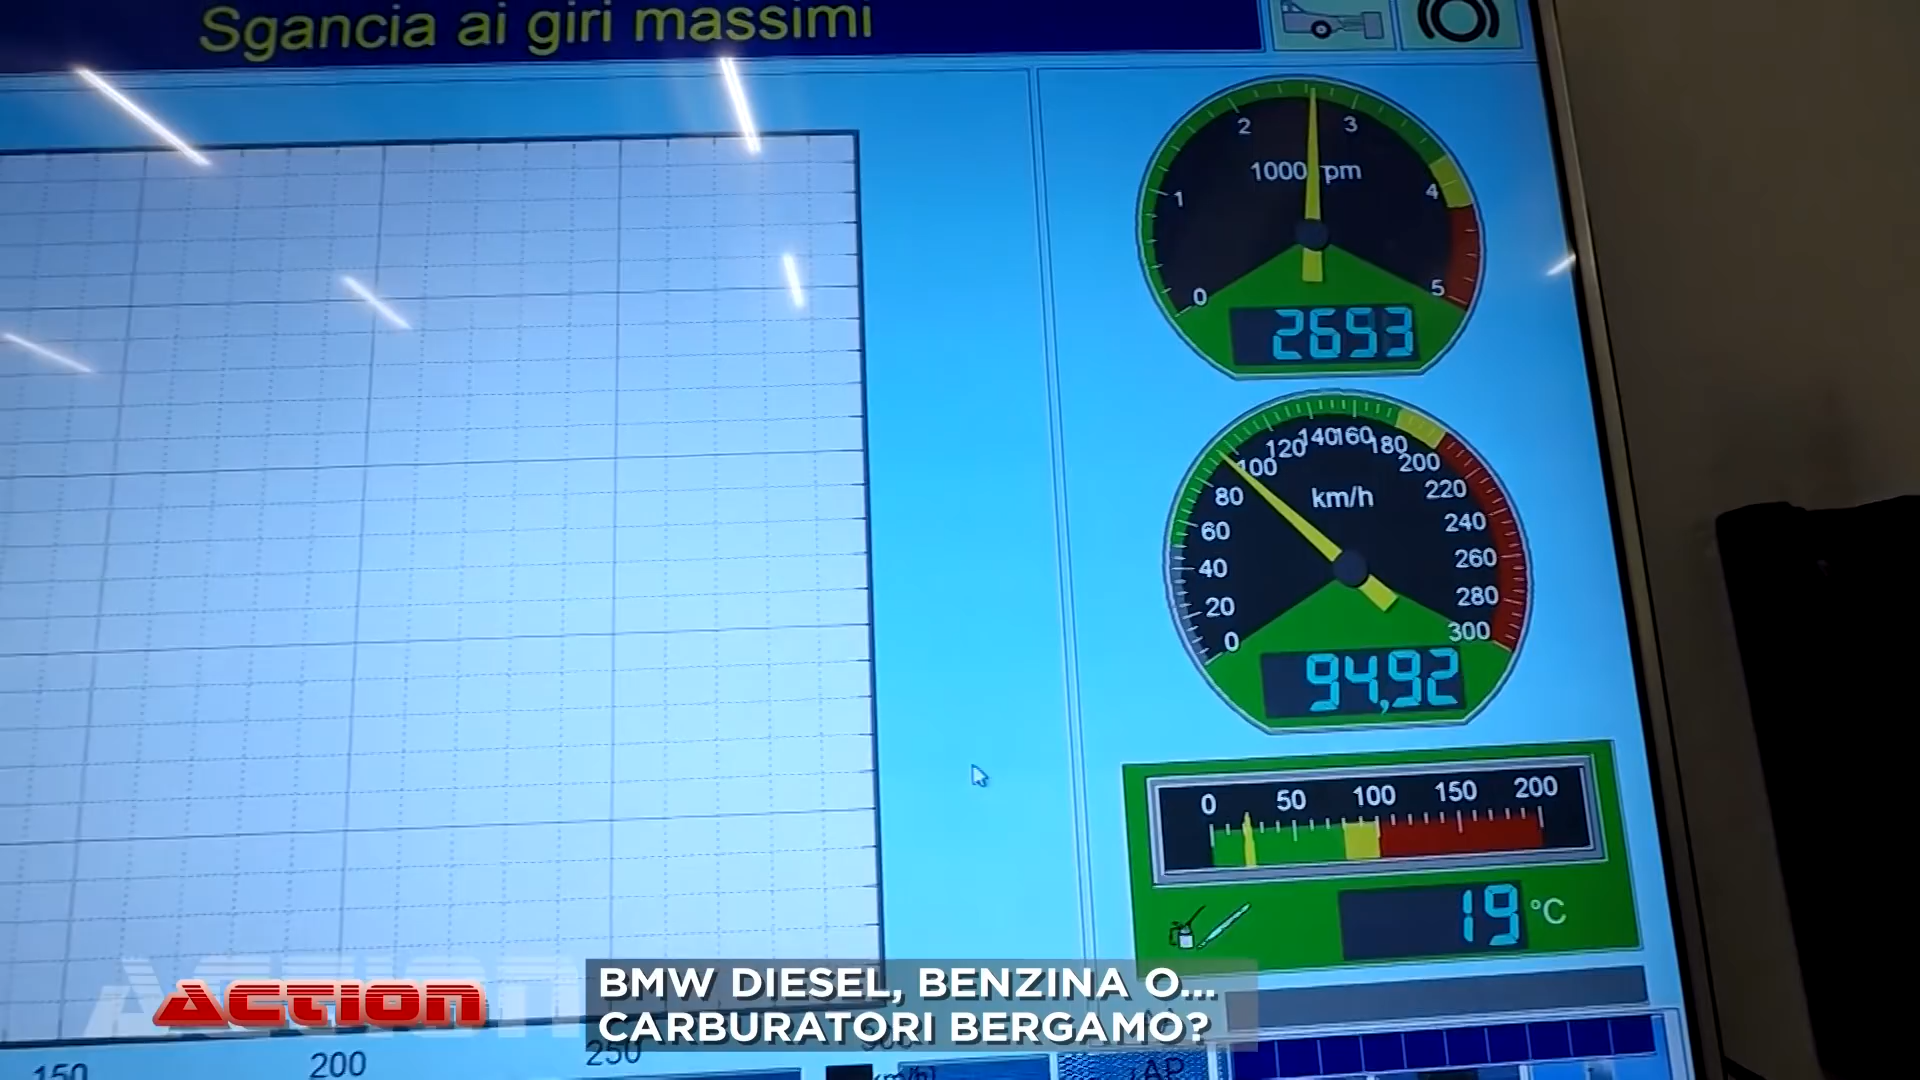 Sgancia ai giri massimi
2 3
1000 rpm
1 4
0 5
2693
120 140 160 180
100 200
80 km/h 220
60 240
40 260
20 280
0 300
94,92
0 50 100 150 200
19 °C
ACTION
BMW DIESEL, BENZINA O...
CARBURATORI BERGAMO?
150 200 250